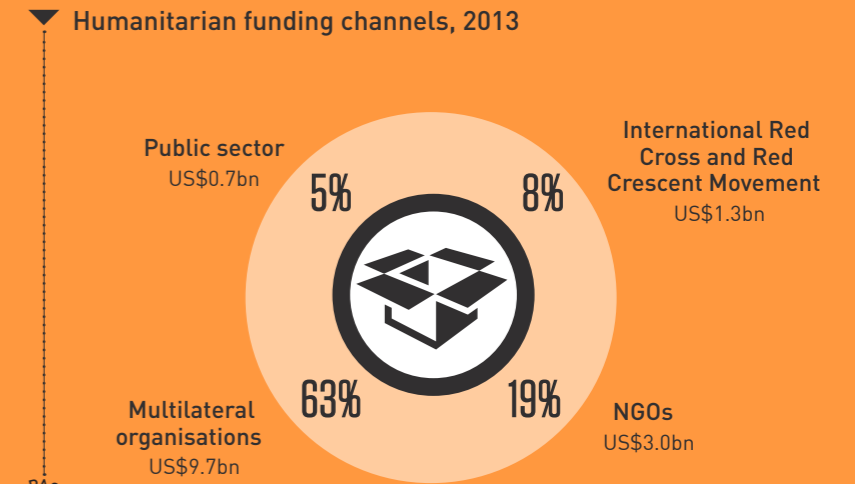 Humanitarian funding channels, 2013
Public sector
US$0.7bn
5%
8%
International Red
Cross and Red
Crescent Movement
US$1.3bn
63%
Multilateral
organisations
US$9.7bn
19%
NGOs
US$3.0bn